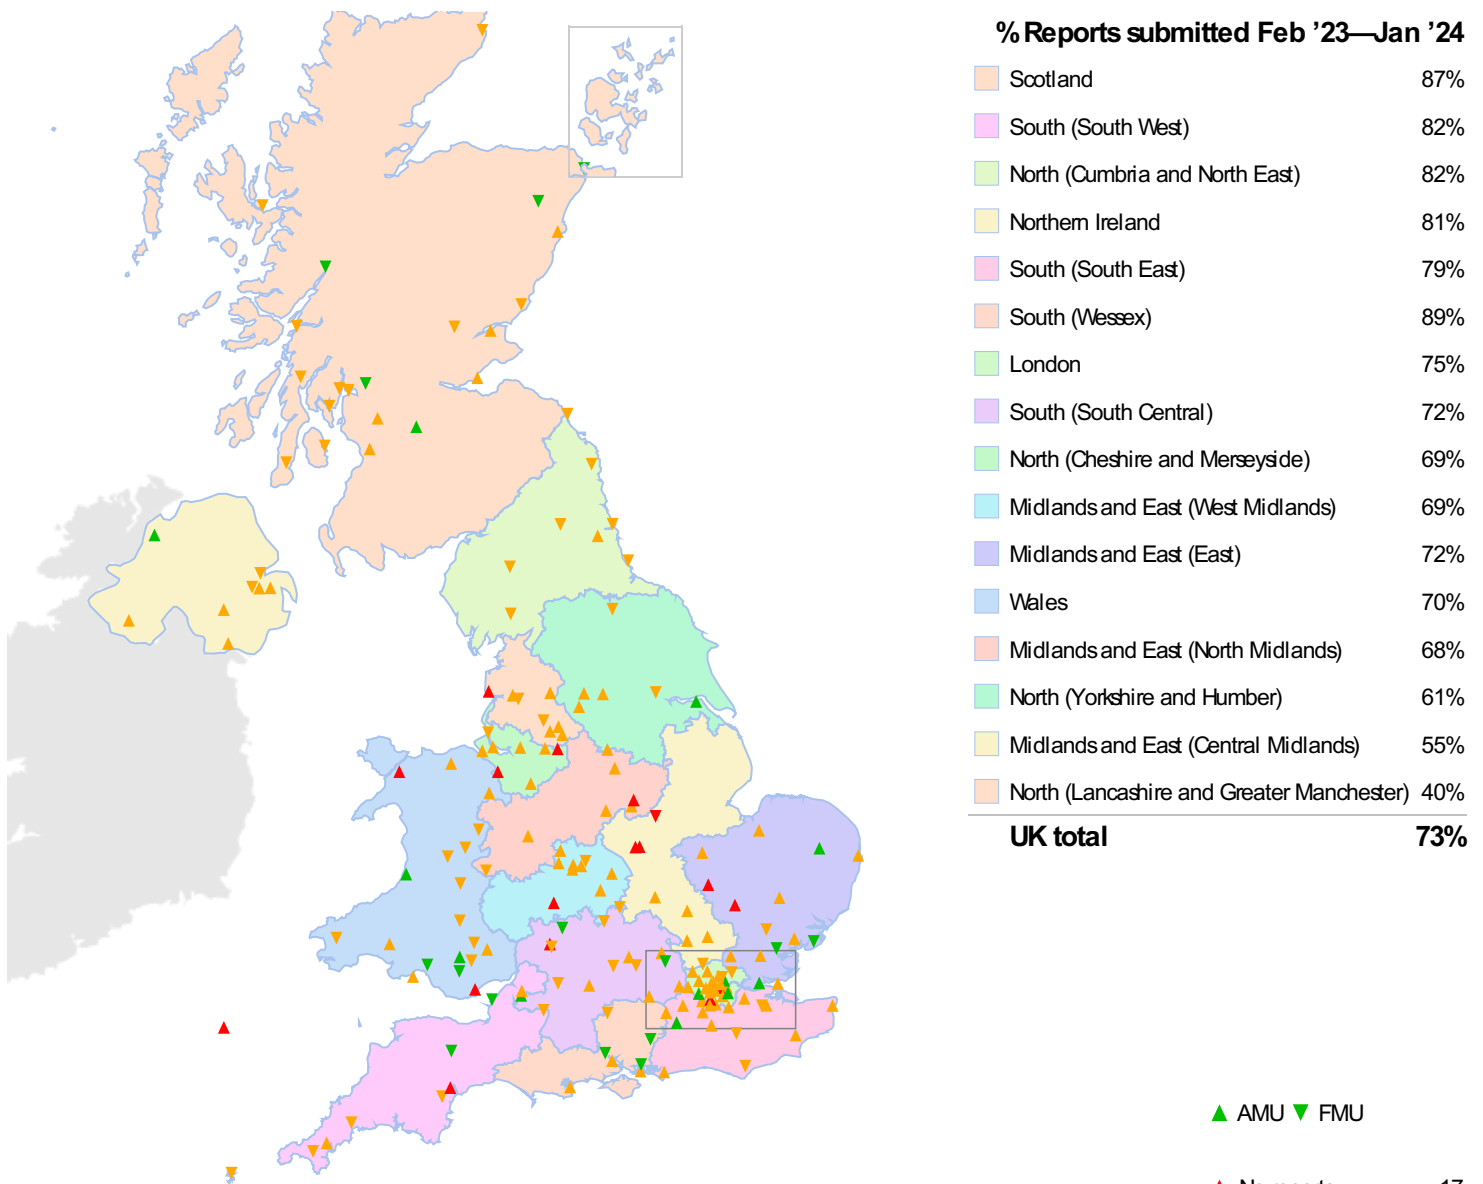 % Reports submitted Feb ’23—Jan ’24
Scotland 87%
South (South West) 82%
North (Cumbria and North East) 82%
Northern Ireland 81%
South (South East) 79%
South (Wessex) 89%
London 75%
South (South Central) 72%
North (Cheshire and Merseyside) 69%
Midlands and East (West Midlands) 69%
Midlands and East (East) 72%
Wales 70%
Midlands and East (North Midlands) 68%
North (Yorkshire and Humber) 61%
Midlands and East (Central Midlands) 55%
North (Lancashire and Greater Manchester) 40%
UK total 73%
▲ AMU ▼ FMU